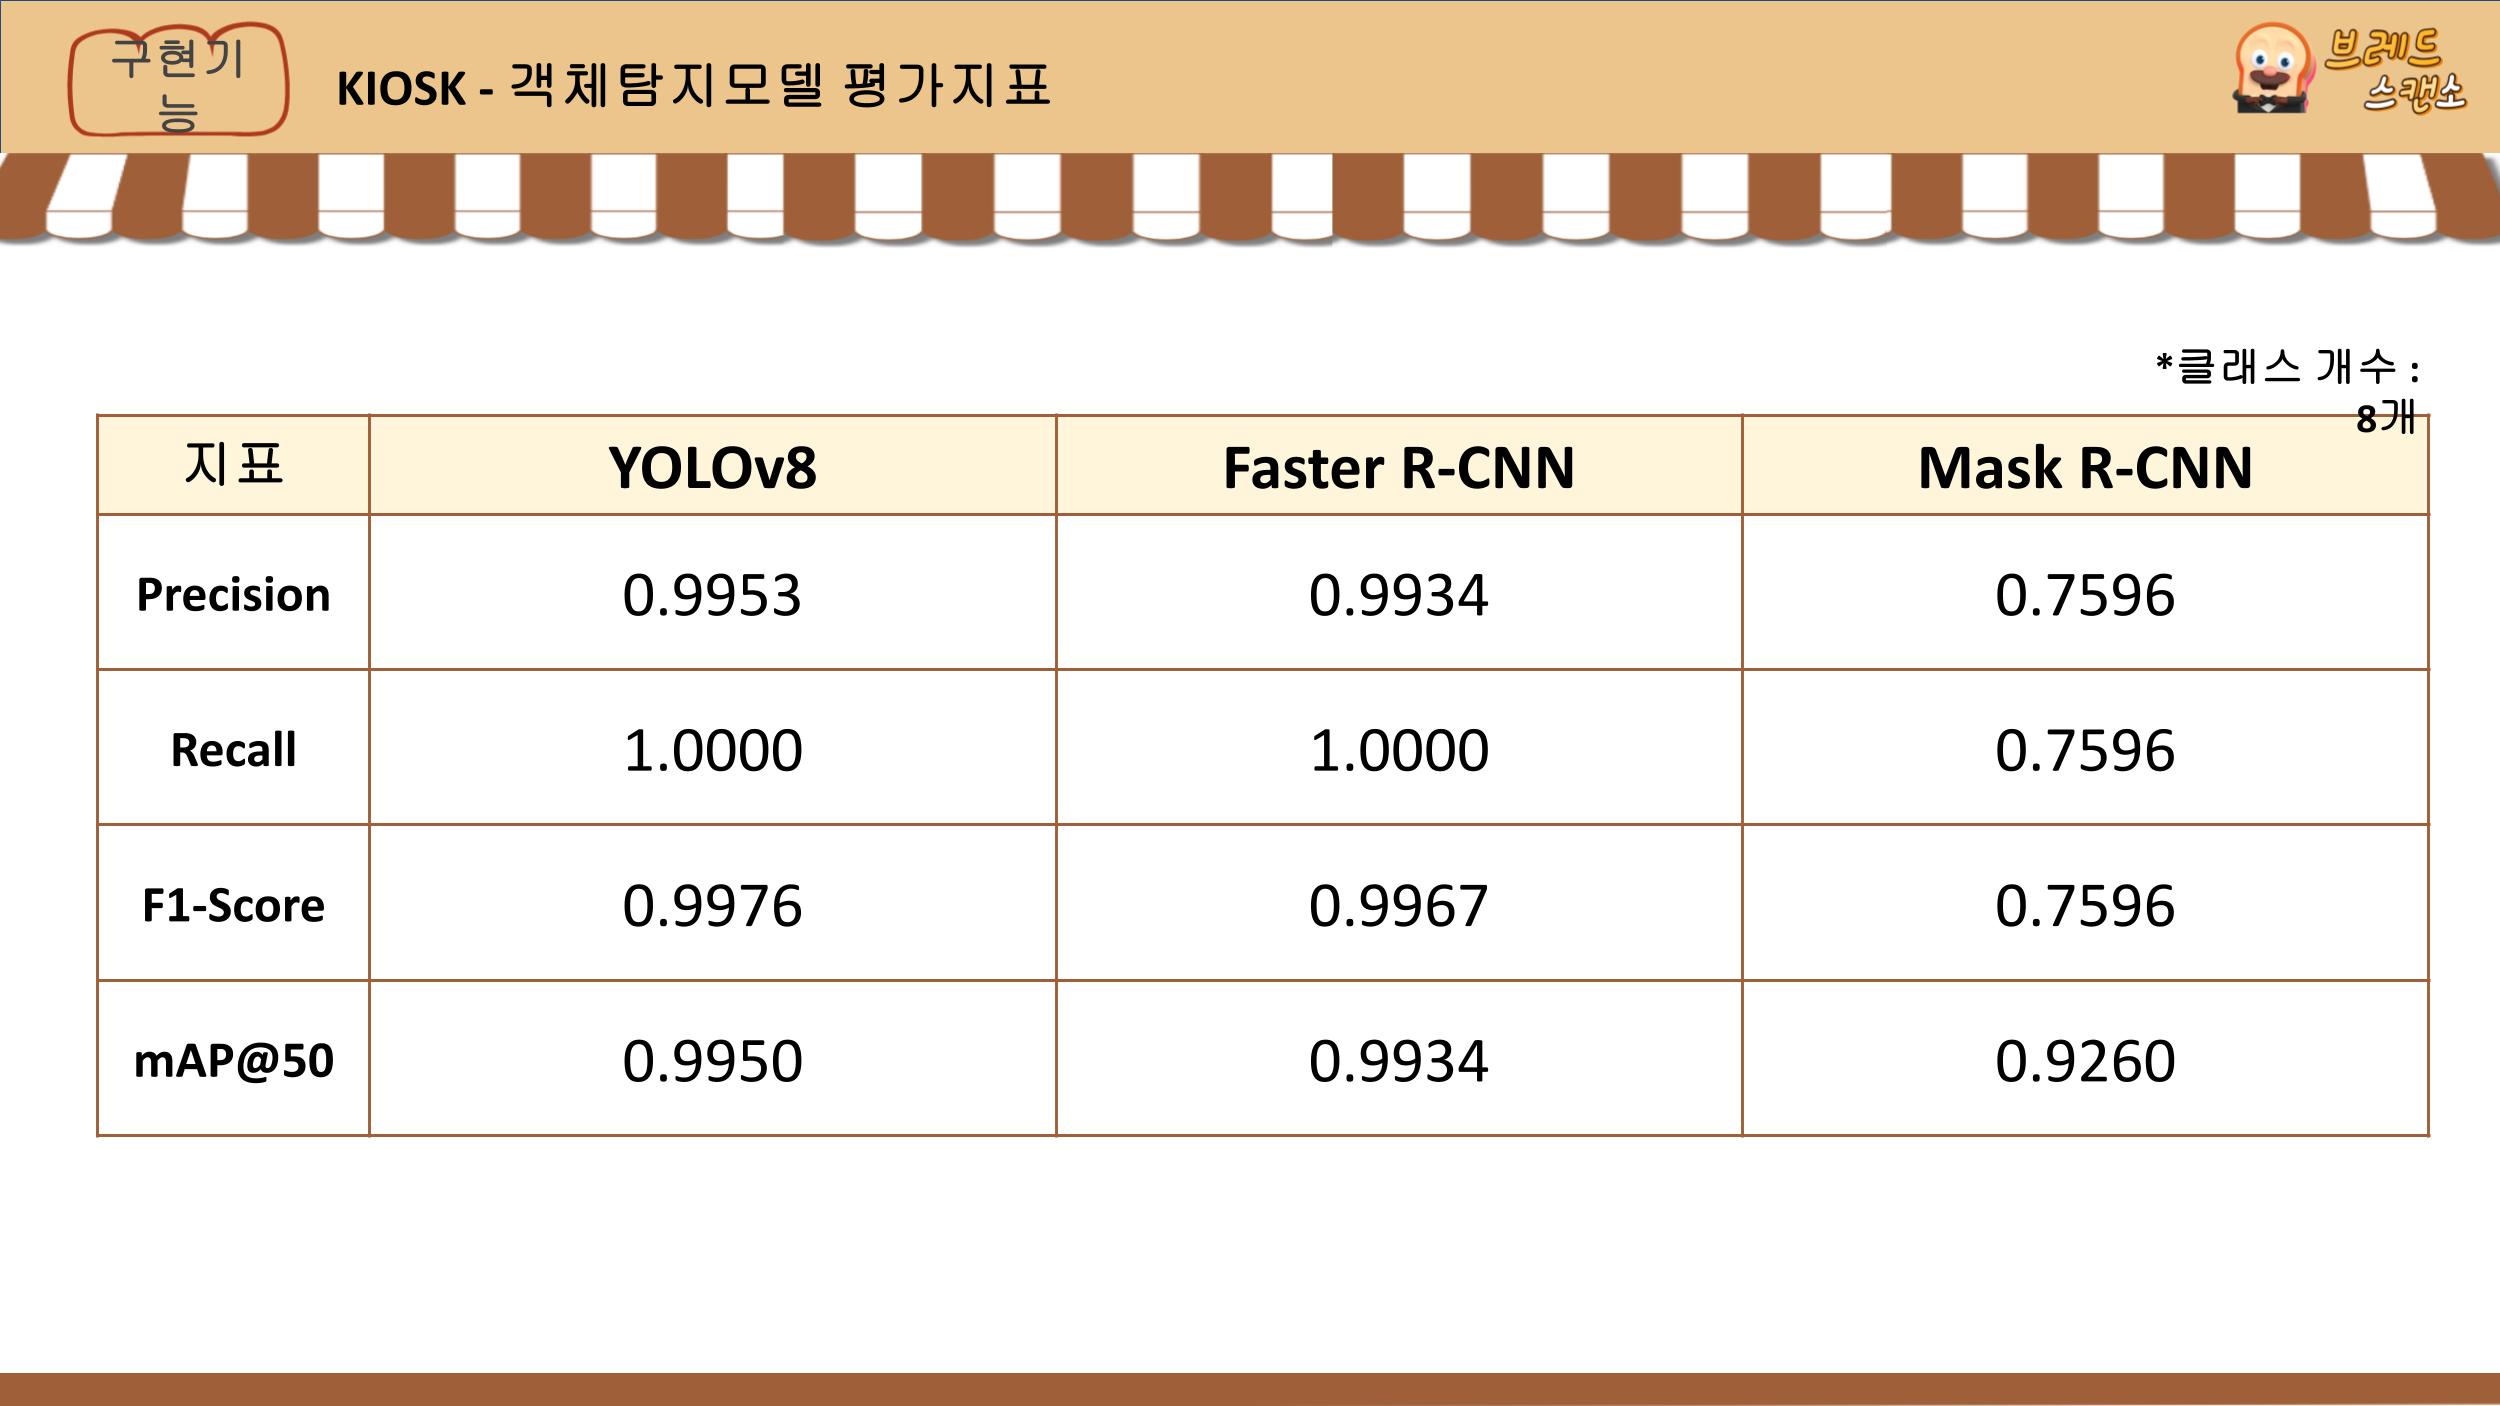 구현기
능
KIOSK - 객체탐지모델 평가지표
브레드
스캔소
*클래스 개수 :
8개
지표 YOLOv8 Faster R-CNN Mask R-CNN
Precision 0.9953 0.9934 0.7596
Recall 1.0000 1.0000 0.7596
F1-Score 0.9976 0.9967 0.7596
mAP@50 0.9950 0.9934 0.9260